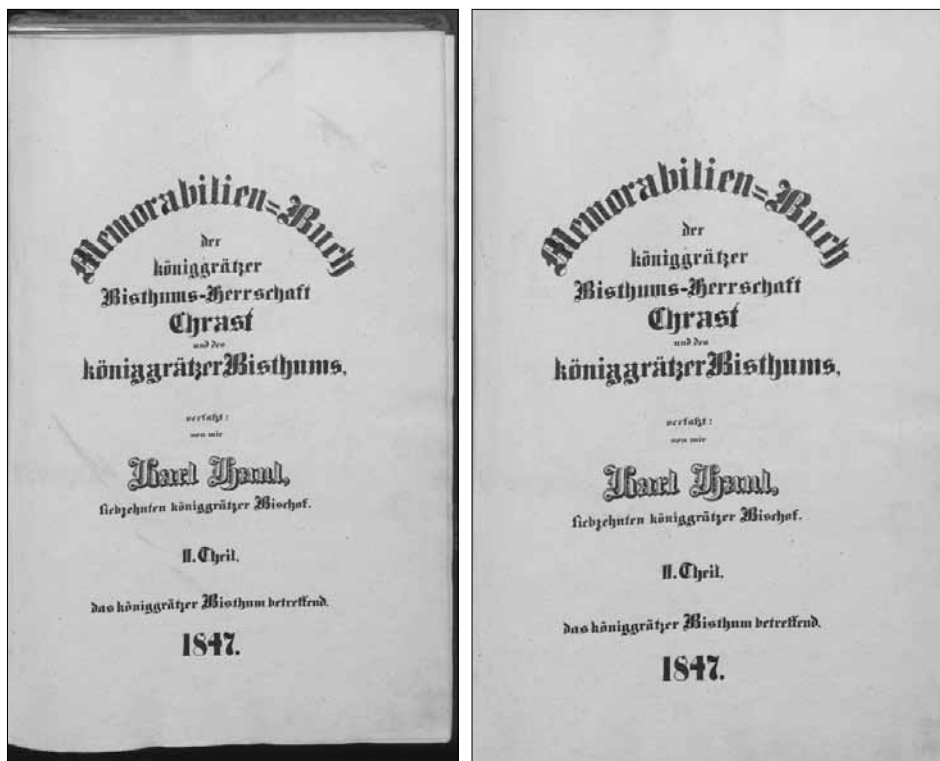 Memorabilien=Buch
der
königgrätzer
Bisthums-Herrschaft
Chrast
und des
königgrätzer Bisthums,
verfaßt:
von mir
Karl Hanl,
siebzehnten königgrätzer Bischof.
II. Theil,
das königgrätzer Bisthum betreffend.
1847.
Memorabilien=Buch
der
königgrätzer
Bisthums-Herrschaft
Chrast
und des
königgrätzer Bisthums,
verfaßt:
von mir
Karl Hanl,
siebzehnten königgrätzer Bischof.
II. Theil,
das königgrätzer Bisthum betreffend.
1847.